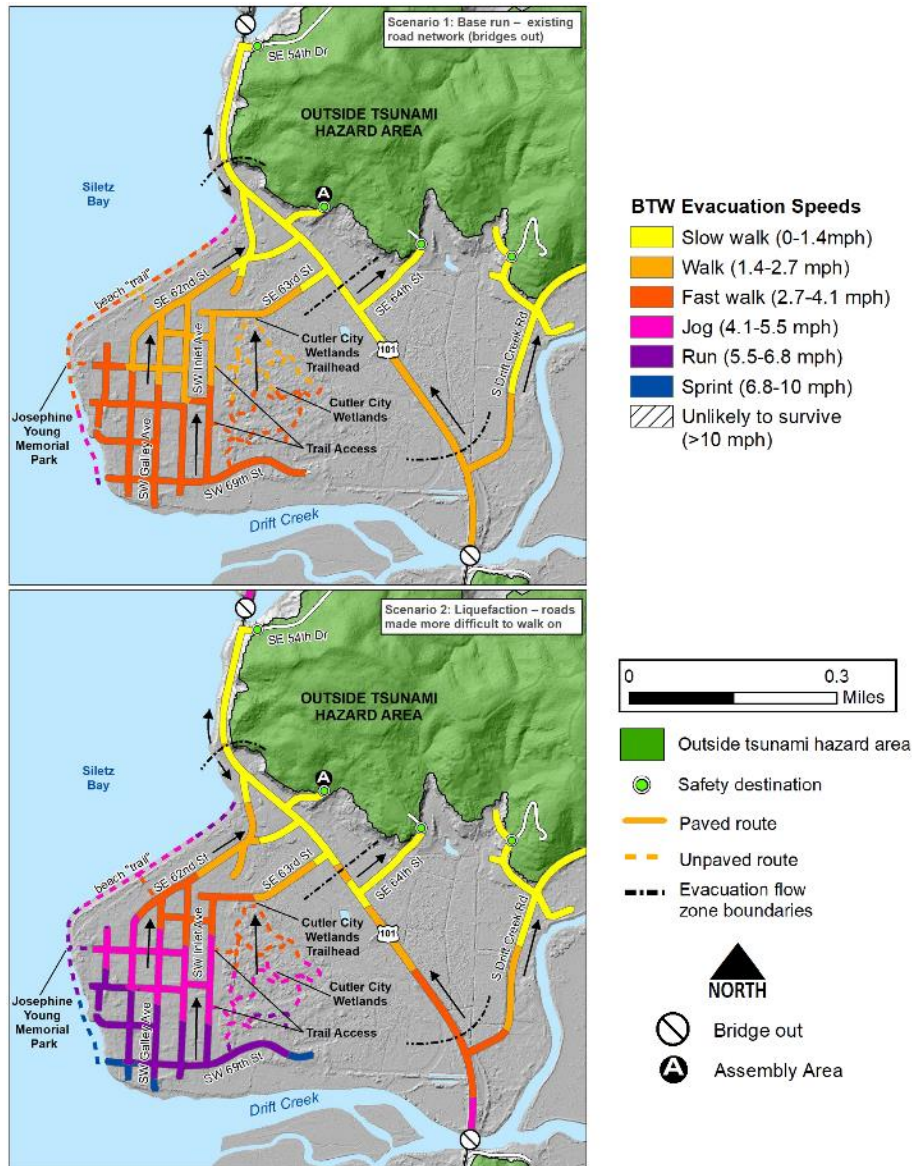 Scenario 1: Base run – existing
road network (bridges out)
SE 54th Dr
OUTSIDE TSUNAMI
HAZARD AREA
Siletz
Bay
A
beach "trail"
SE 62nd St
SE 63rd St
SE 64th St
101
S Drift Creek Rd
Cutler City
Wetlands
Trailhead
Cutler City
Wetlands
SW Inlet Ave
Trail Access
Josephine
Young
Memorial
Park
SW Galley Ave
SW 69th St
Drift Creek
BTW Evacuation Speeds
Slow walk (0-1.4mph)
Walk (1.4-2.7 mph)
Fast walk (2.7-4.1 mph)
Jog (4.1-5.5 mph)
Run (5.5-6.8 mph)
Sprint (6.8-10 mph)
Unlikely to survive
(>10 mph)
Scenario 2: Liquefaction – roads
made more difficult to walk on
SE 54th Dr
OUTSIDE TSUNAMI
HAZARD AREA
Siletz
Bay
A
beach "trail"
SE 62nd St
SE 63rd St
SE 64th St
101
S Drift Creek Rd
Cutler City
Wetlands
Trailhead
Cutler City
Wetlands
SW Inlet Ave
Trail Access
Josephine
Young
Memorial
Park
SW Galley Ave
SW 69th St
Drift Creek
0 0.3
Miles
Outside tsunami hazard area
Safety destination
Paved route
Unpaved route
Evacuation flow
zone boundaries
NORTH
Bridge out
A Assembly Area